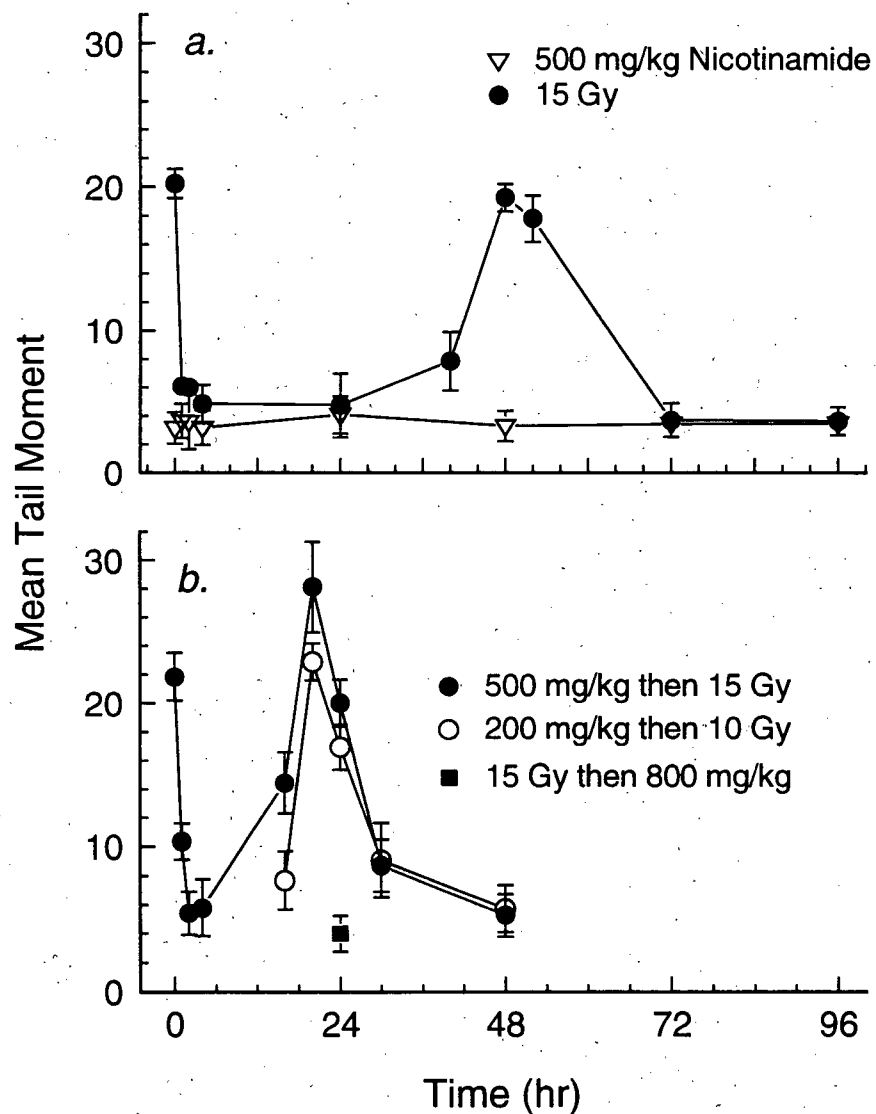 Mean Tail Moment
a.
500 mg/kg Nicotinamide
15 Gy
30
20
10
0
b.
500 mg/kg then 15 Gy
200 mg/kg then 10 Gy
15 Gy then 800 mg/kg
30
20
10
0
0 24 48 72 96
Time (hr)